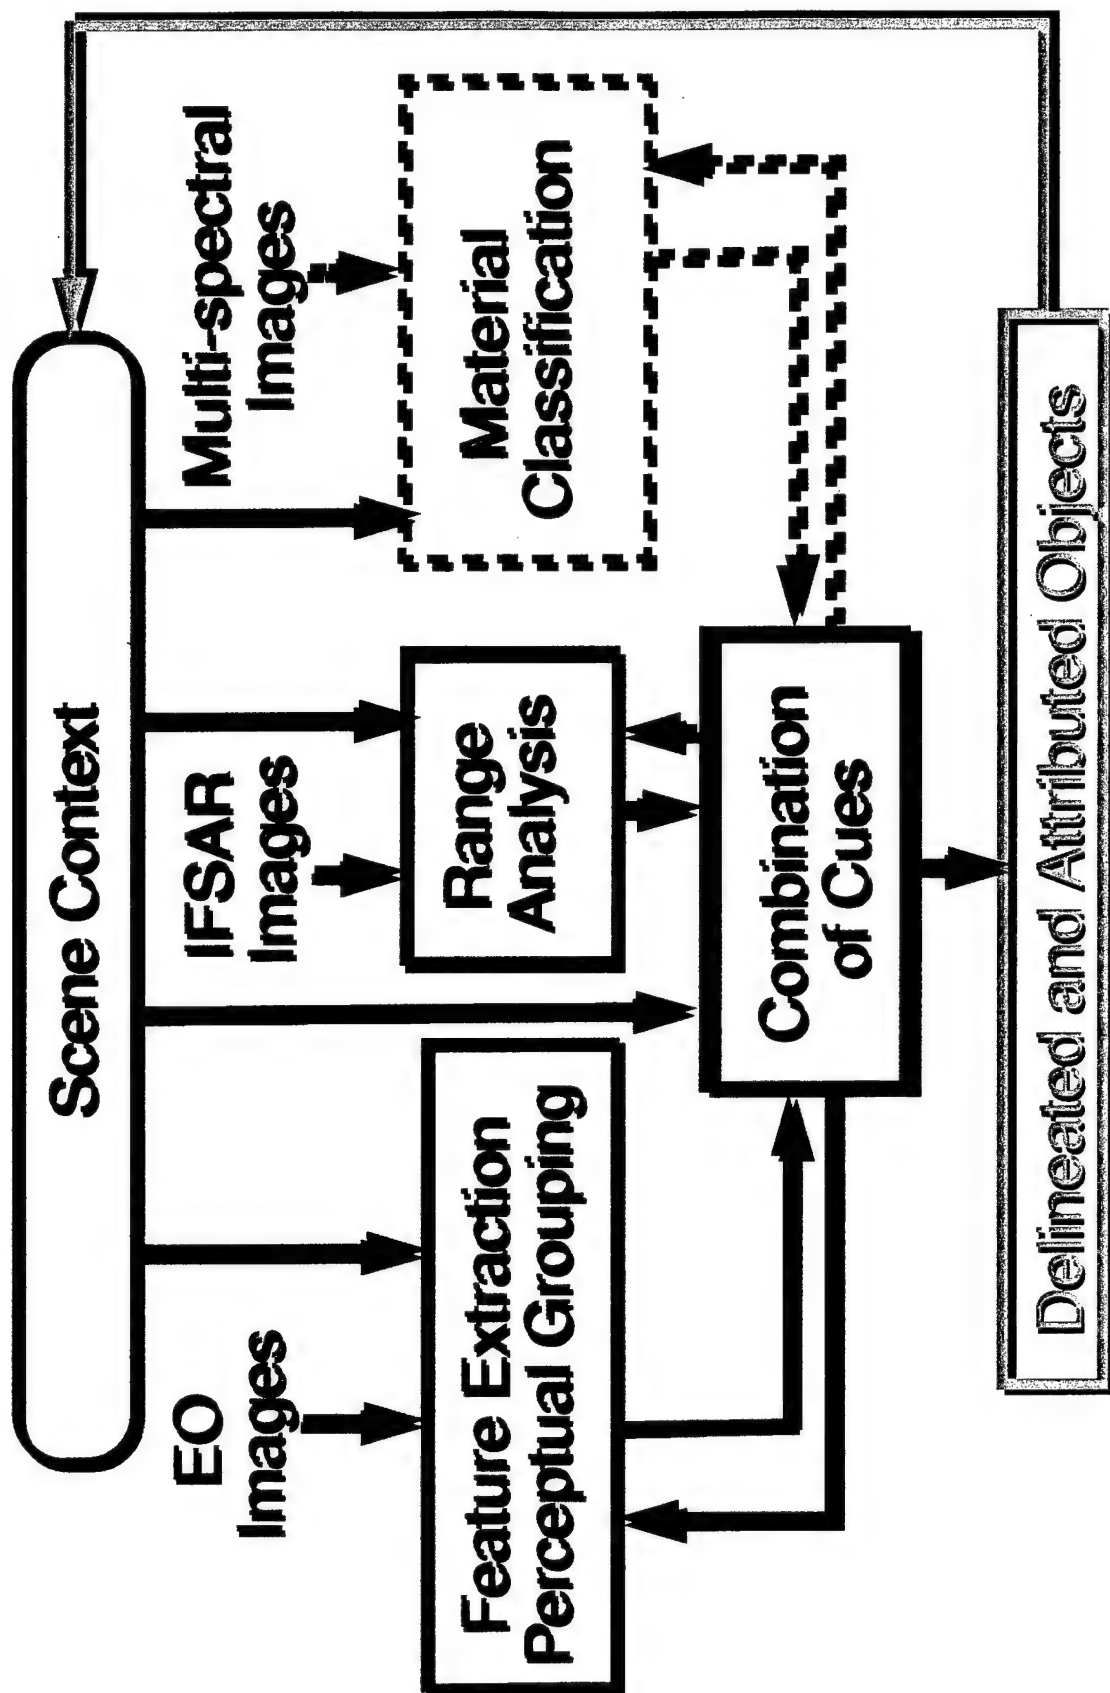 Scene Context
EO
Images
IFSAR
Images
Multi-spectral
Images
Feature Extraction
Perceptual Grouping
Range
Analysis
Material
Classification
Combination
of Cues
Delineated and Attributed Objects